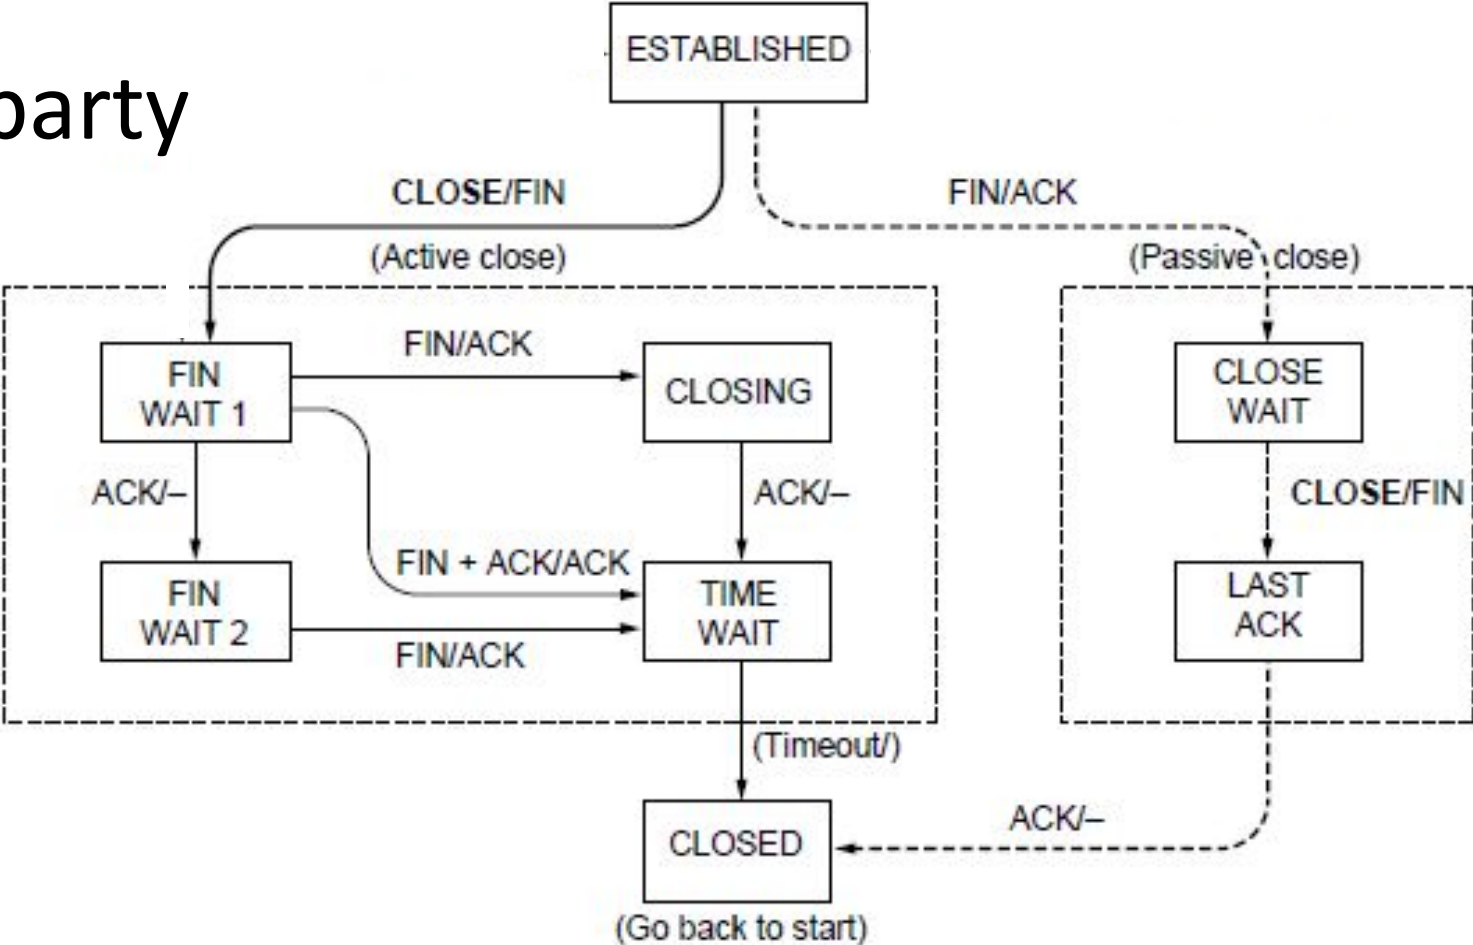 ESTABLISHED
party
CLOSE/FIN
FIN/ACK
(Active close)
(Passive close)
FIN/ACK
FIN
WAIT 1
CLOSING
CLOSE
WAIT
ACK/–
ACK/–
CLOSE/FIN
FIN + ACK/ACK
FIN
WAIT 2
TIME
WAIT
LAST
ACK
FIN/ACK
(Timeout/)
ACK/–
CLOSED
(Go back to start)